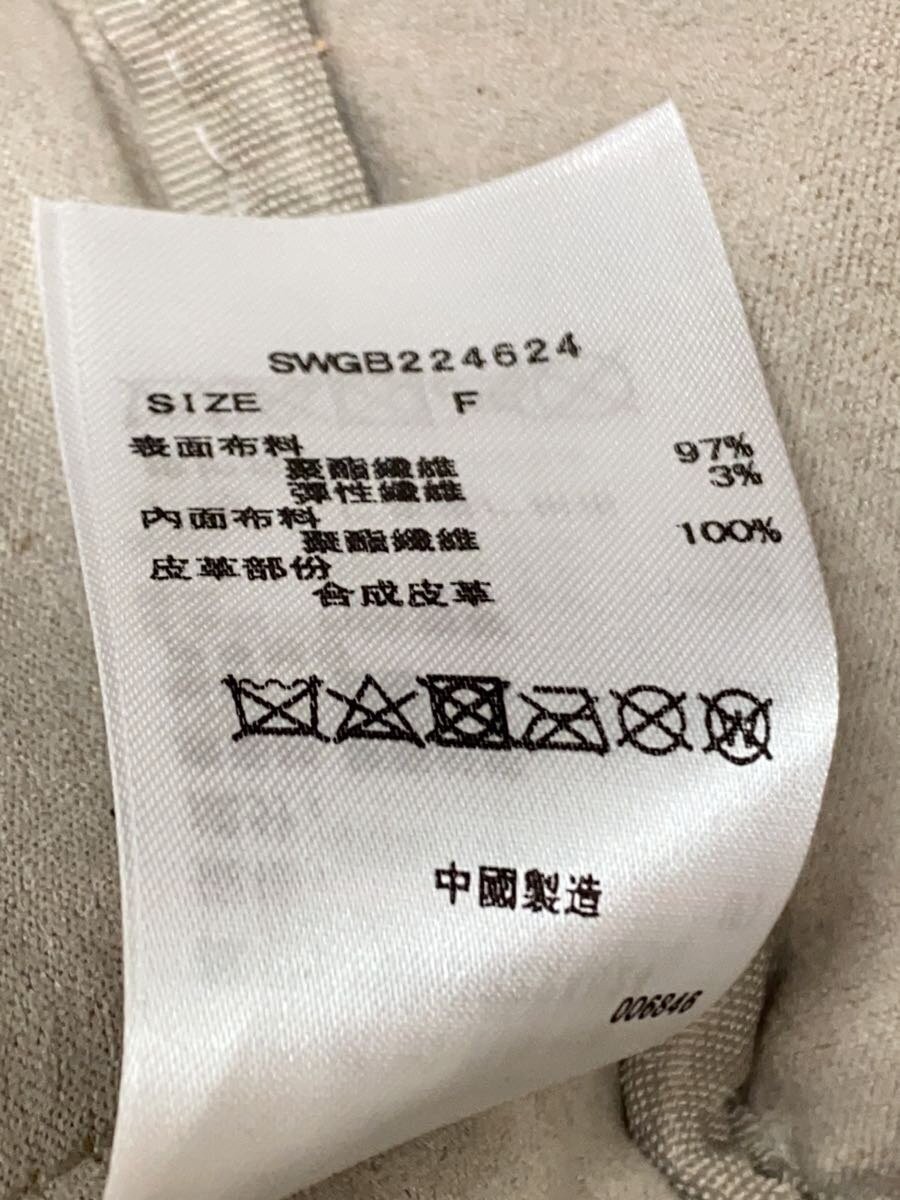 SWGB224624
SIZE F
表面布料
聚酯纖維 97%
彈性纖維 3%
內面布料
聚酯纖維 100%
皮革部份
合成皮革
W
中國製造
006846